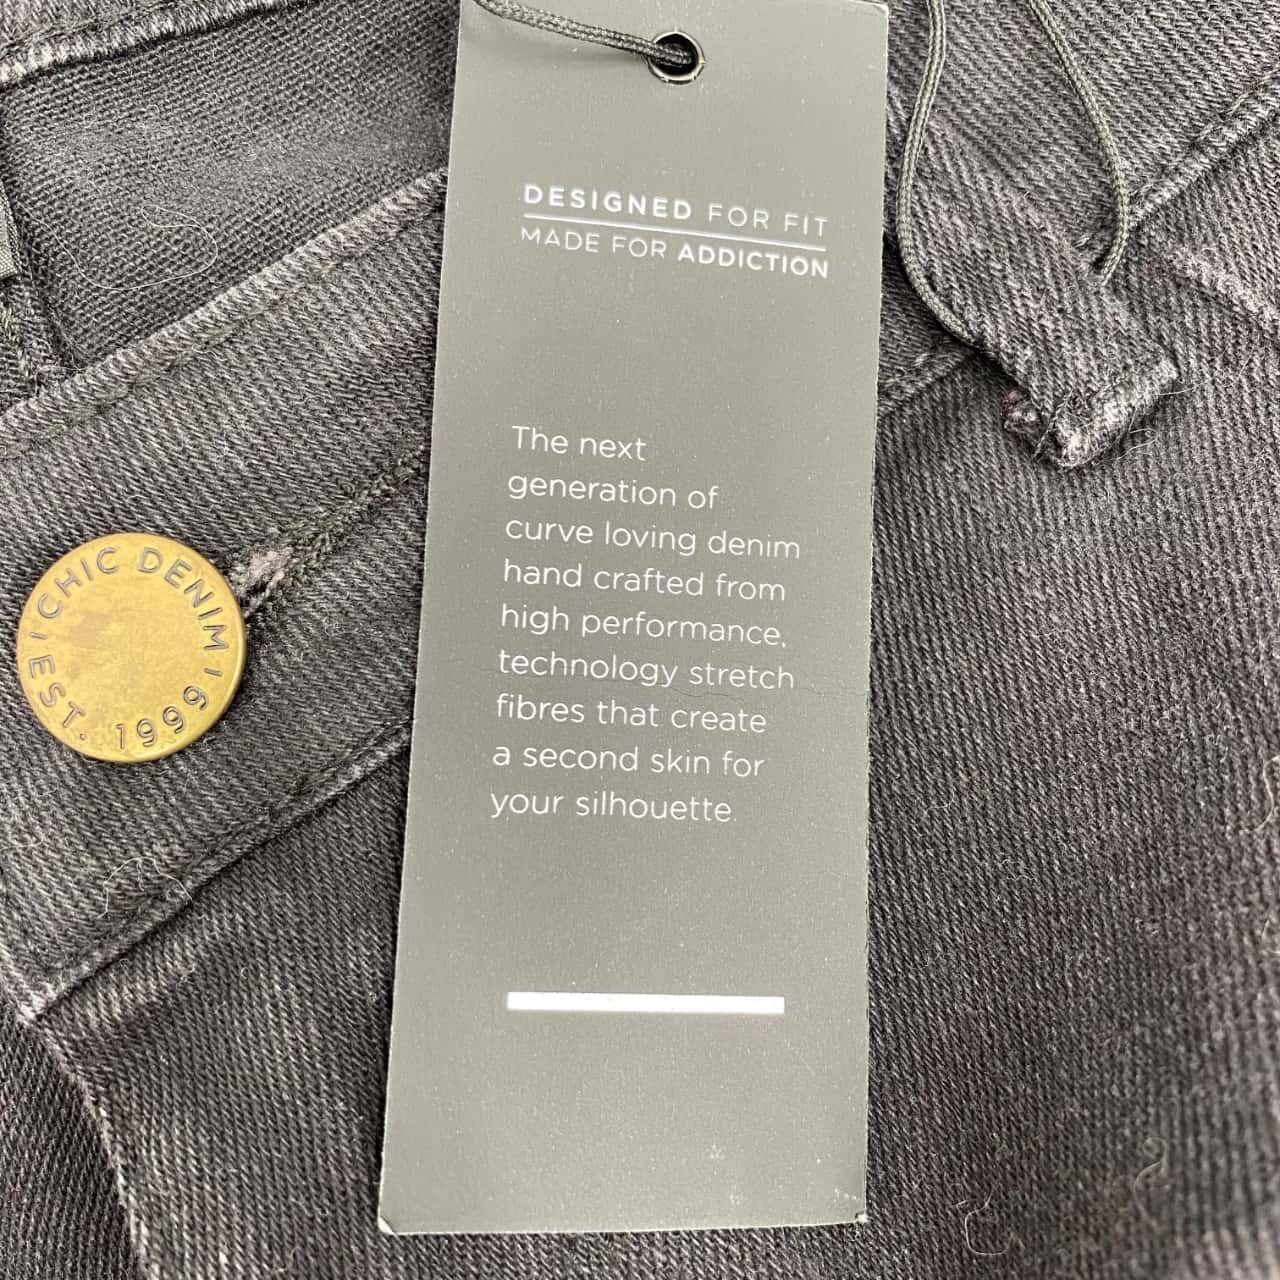 DESIGNED FOR FIT
MADE FOR ADDICTION
The next
generation of
curve loving denim
hand crafted from
high performance,
technology stretch
fibres that create
a second skin for
your silhouette.
CHIC DENIM
EST. 1999